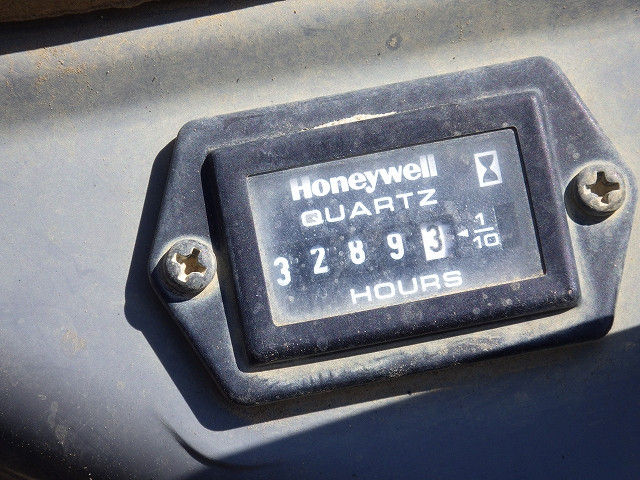 Honeywell
QUARTZ
3 2 8 9 3 1/10
HOURS